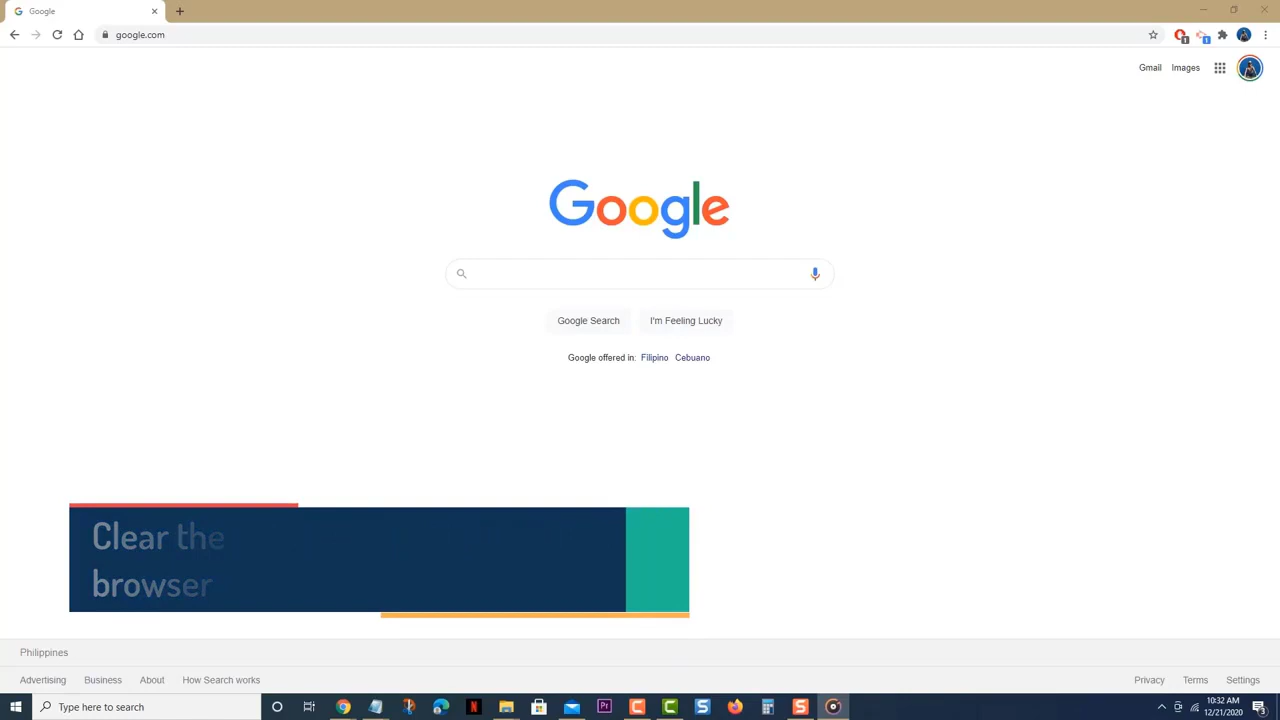 Google
google.com
Gmail Images
Google
Google Search I'm Feeling Lucky
Google offered in: Filipino Cebuano
Clear the
browser
Philippines
Advertising Business About How Search works
Privacy Terms Settings
Type here to search
10:32 AM
12/21/2020